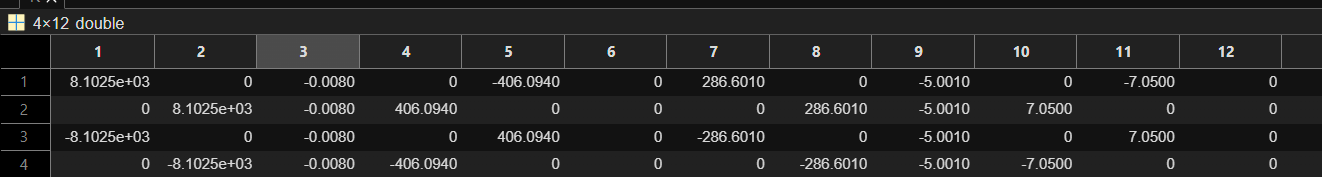 4×12 double
1 2 3 4 5 6 7 8 9 10 11 12
1 8.1025e+03 0 -0.0080 0 -406.0940 0 286.6010 0 -5.0010 0 -7.0500 0
2 0 8.1025e+03 -0.0080 406.0940 0 0 0 286.6010 -5.0010 7.0500 0 0
3 -8.1025e+03 0 -0.0080 0 406.0940 0 -286.6010 0 -5.0010 0 7.0500 0
4 0 -8.1025e+03 -0.0080 -406.0940 0 0 0 -286.6010 -5.0010 -7.0500 0 0